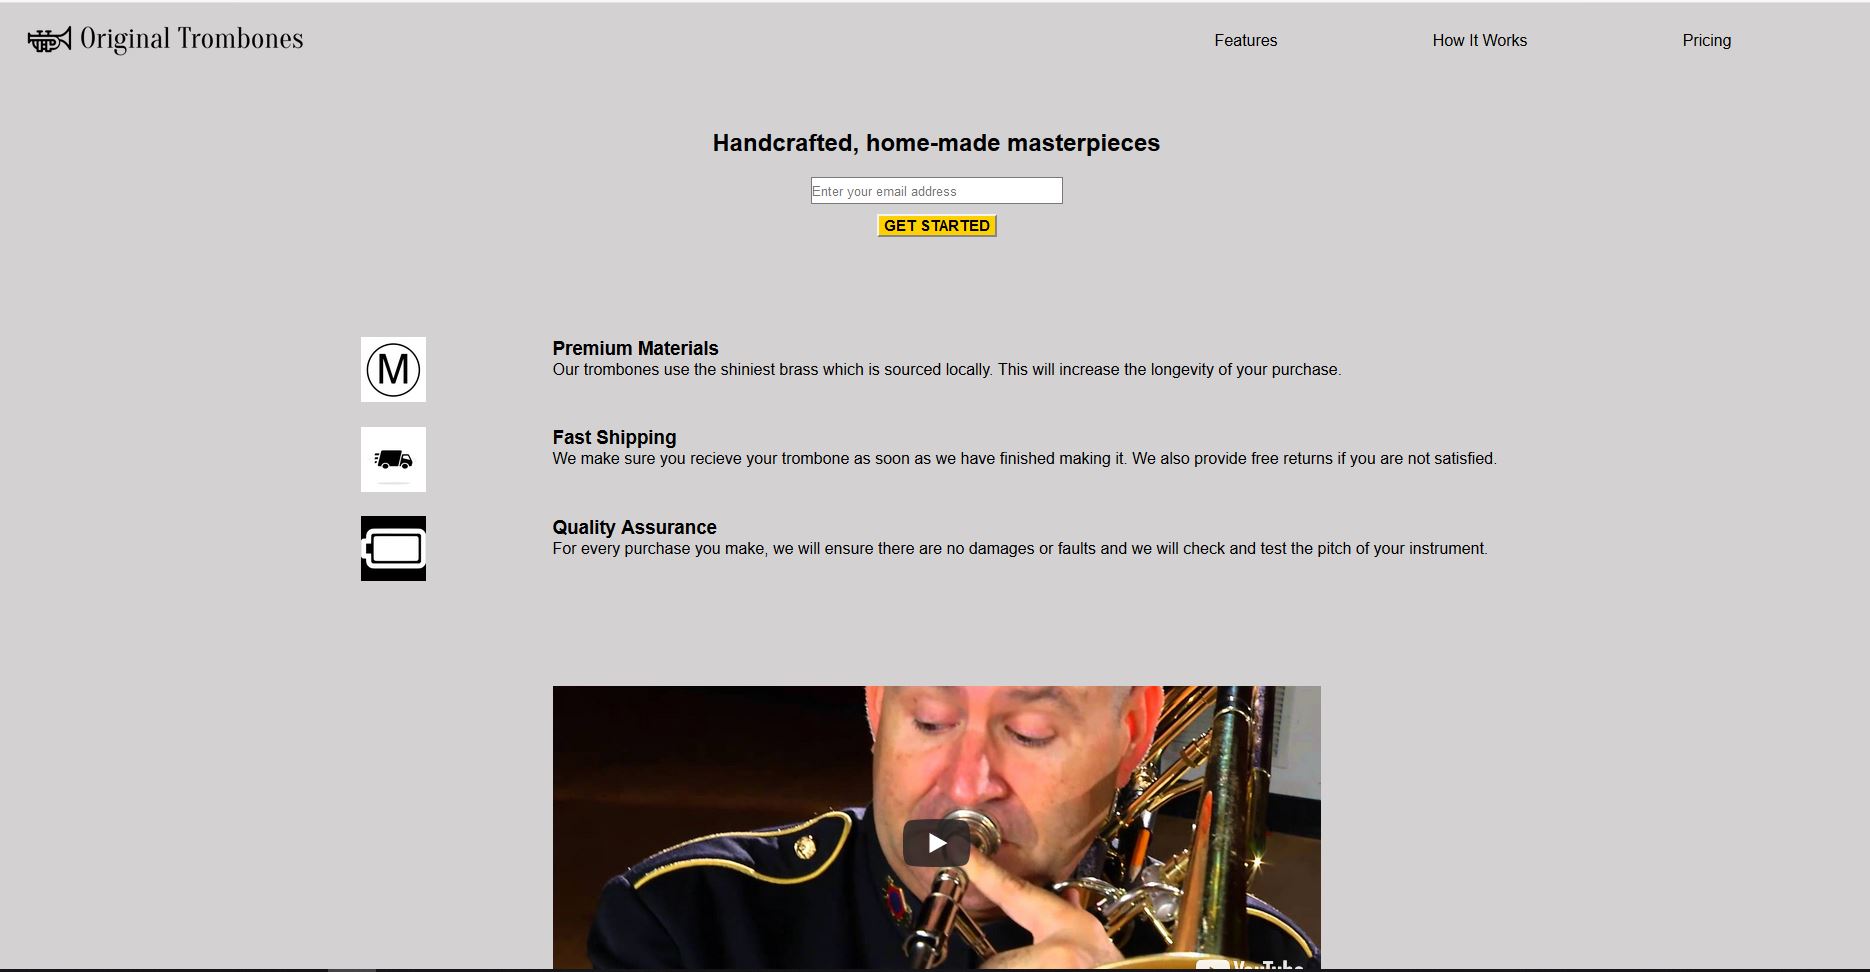 Original Trombones
Features
How It Works
Pricing
Handcrafted, home-made masterpieces
Enter your email address
GET STARTED
M
Premium Materials
Our trombones use the shiniest brass which is sourced locally. This will increase the longevity of your purchase.
Fast Shipping
We make sure you recieve your trombone as soon as we have finished making it. We also provide free returns if you are not satisfied.
Quality Assurance
For every purchase you make, we will ensure there are no damages or faults and we will check and test the pitch of your instrument.
YouTube